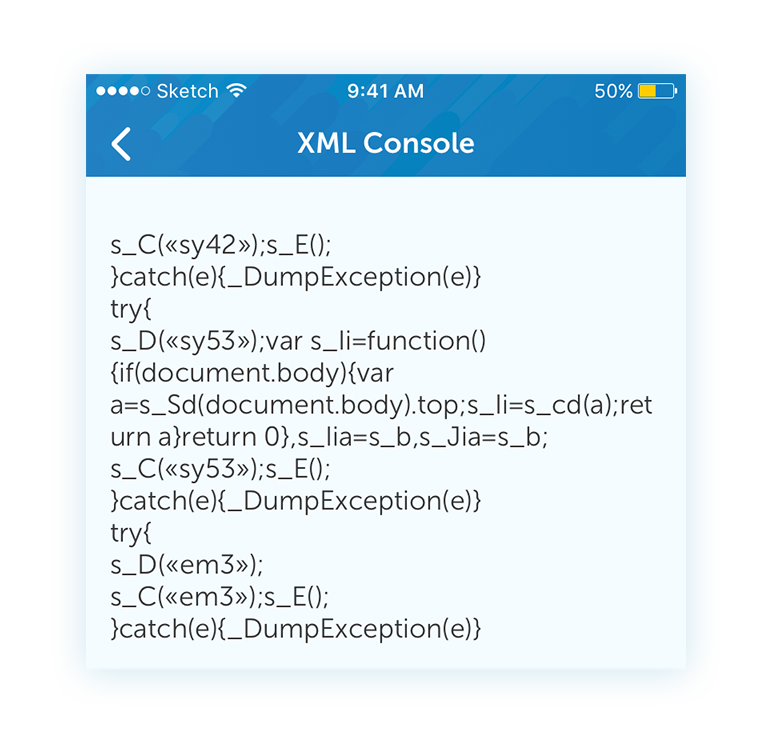 Sketch 9:41 AM 50%
XML Console
s_C(«sy42»);s_E();
}catch(e){_DumpException(e)}
try{
s_D(«sy53»);var s_Ii=function()
{if(document.body){var
a=s_Sd(document.body).top;s_Ii=s_cd(a);ret
urn a}return 0},s_Iia=s_b,s_Jia=s_b;
s_C(«sy53»);s_E();
}catch(e){_DumpException(e)}
try{
s_D(«em3»);
s_C(«em3»);s_E();
}catch(e){_DumpException(e)}